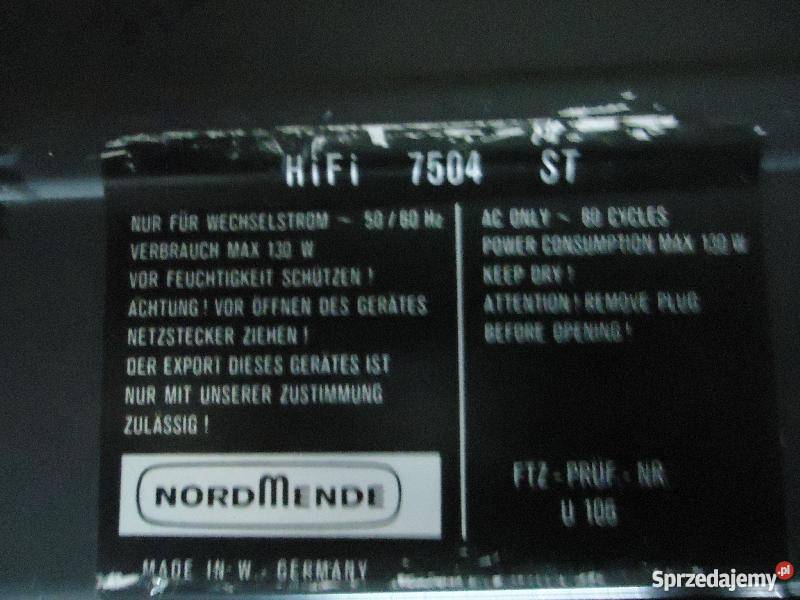 HiFi 7504 ST
NUR FÜR WECHSELSTROM ~ 50/60 Hz
VERBRAUCH MAX 130 W
VOR FEUCHTIGKEIT SCHÜTZEN!
ACHTUNG! VOR ÖFFNEN DES GERÄTES
NETZSTECKER ZIEHEN!
DER EXPORT DIESES GERÄTES IST
NUR MIT UNSERER ZUSTIMMUNG
ZULÄSSIG!
NORDMENDE
MADE IN W. GERMANY
AC ONLY ~ 60 CYCLES
POWER CONSUMPTION MAX 130 W
KEEP DRY!
ATTENTION! REMOVE PLUG
BEFORE OPENING!
FTZ-PRÜF.-NR
U 106
Sprzedajemy.pl